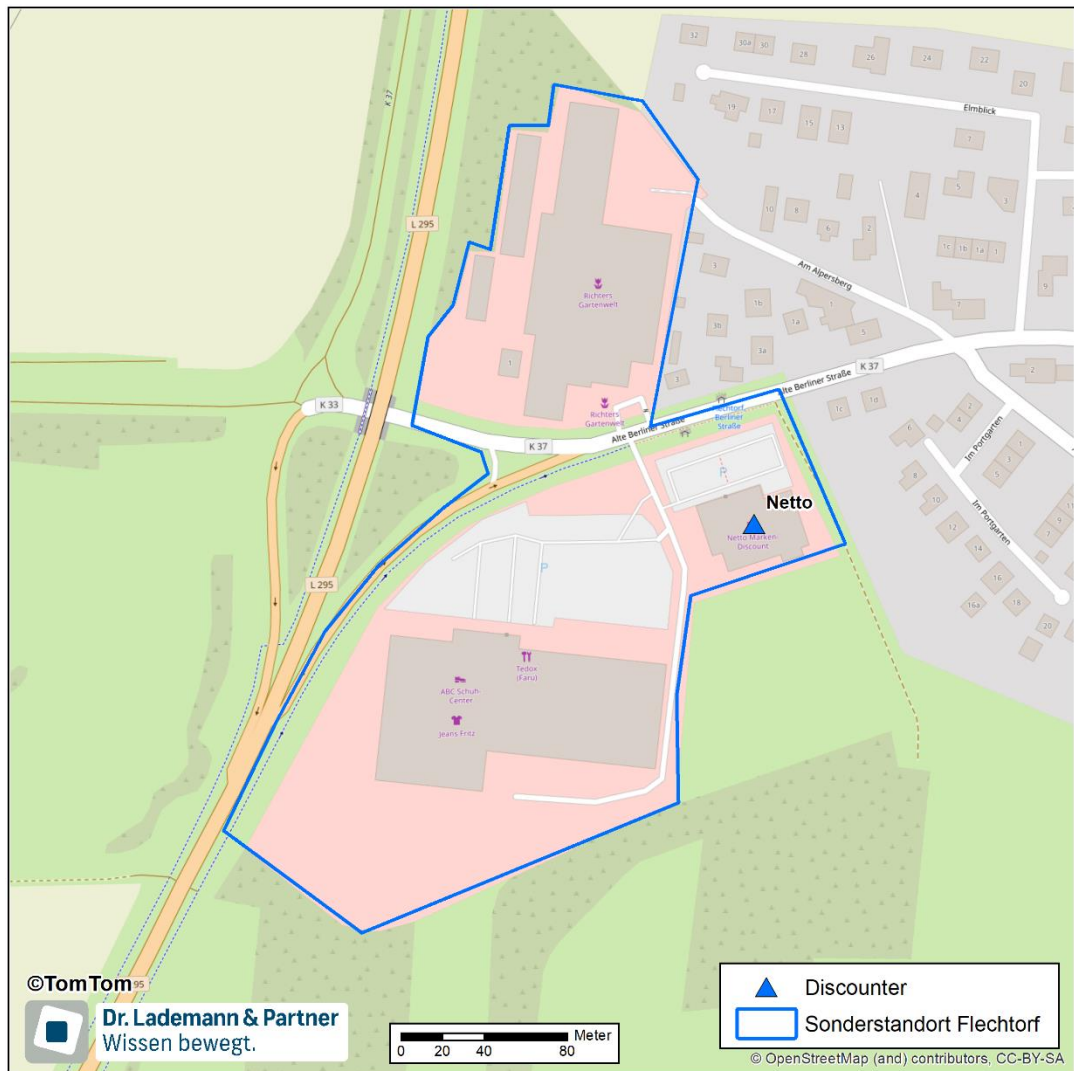 32
30a
30
28
26
24
22
20
Elmblick
K 37
19
17
15
13
7
L 295
10
8
6
2
4
5
3
1c
1b
1a
1
9
Am Alpersberg
3
1b
1a
1
5
7
3b
3a
3
Richters
Gartenwelt
1
Richters
Gartenwelt
K 33
K 37
Alte Berliner Straße
Alte Berliner Straße
K 37
Flechtorf,
Berliner
Straße
1c
1a
2
6
4
2
Im Portgarten
1
3
5
8
10
12
14
16
16a
18
20
11
9
7
Im Portgarten
P
Netto
Netto Marken-
Discount
P
L 295
Tedox
(Faru)
ABC Schuh-
Center
Jeans Fritz
©TomTom
95
Dr. Lademann & Partner
Wissen bewegt.
Meter
0 20 40 80
Discounter
Sonderstandort Flechtorf
© OpenStreetMap (and) contributors, CC-BY-SA